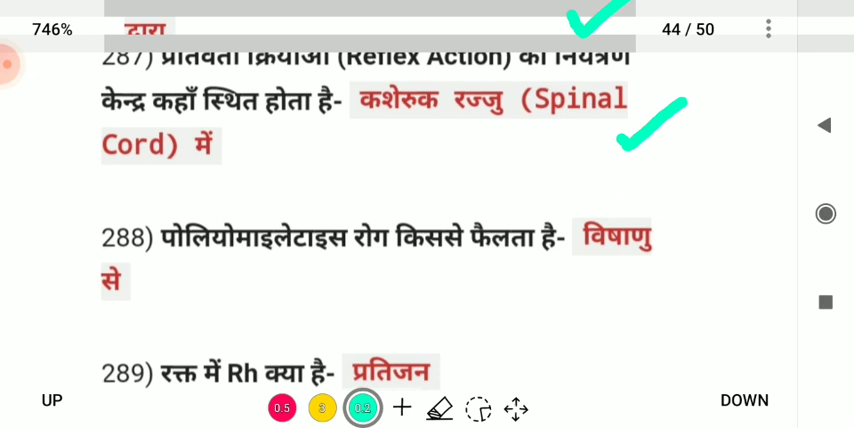 746%
द्वारा
44 / 50
287) प्रतिवर्ती क्रियाओं (Reflex Action) का नियंत्रण
केन्द्र कहाँ स्थित होता है- कशेरुक रज्जु (Spinal
Cord) में
288) पोलियोमाइलेटाइस रोग किससे फैलता है- विषाणु
से
289) रक्त में Rh क्या है- प्रतिजन
UP
0.5
3
0.2
DOWN